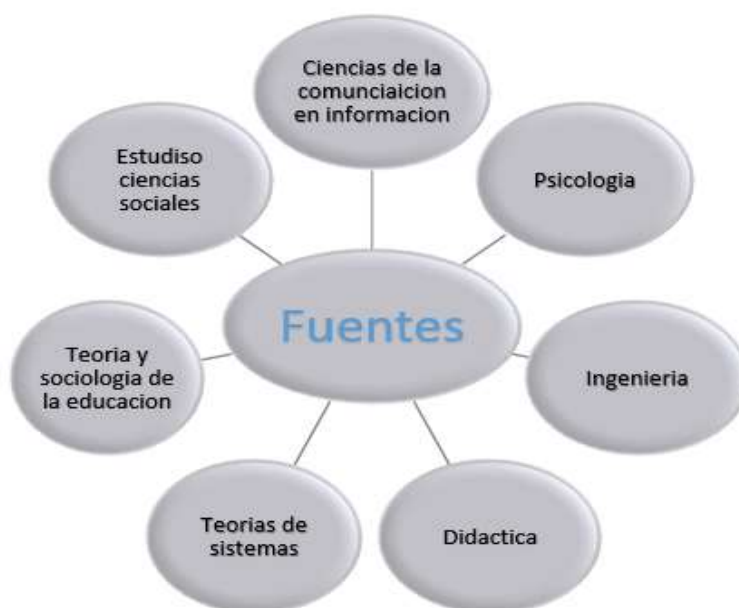 Ciencias de la
comunciaicion
en informacion
Estudiso
ciencias
sociales
Psicologia
Fuentes
Teoria y
sociologia de
la educacion
Ingenieria
Teorias de
sistemas
Didactica